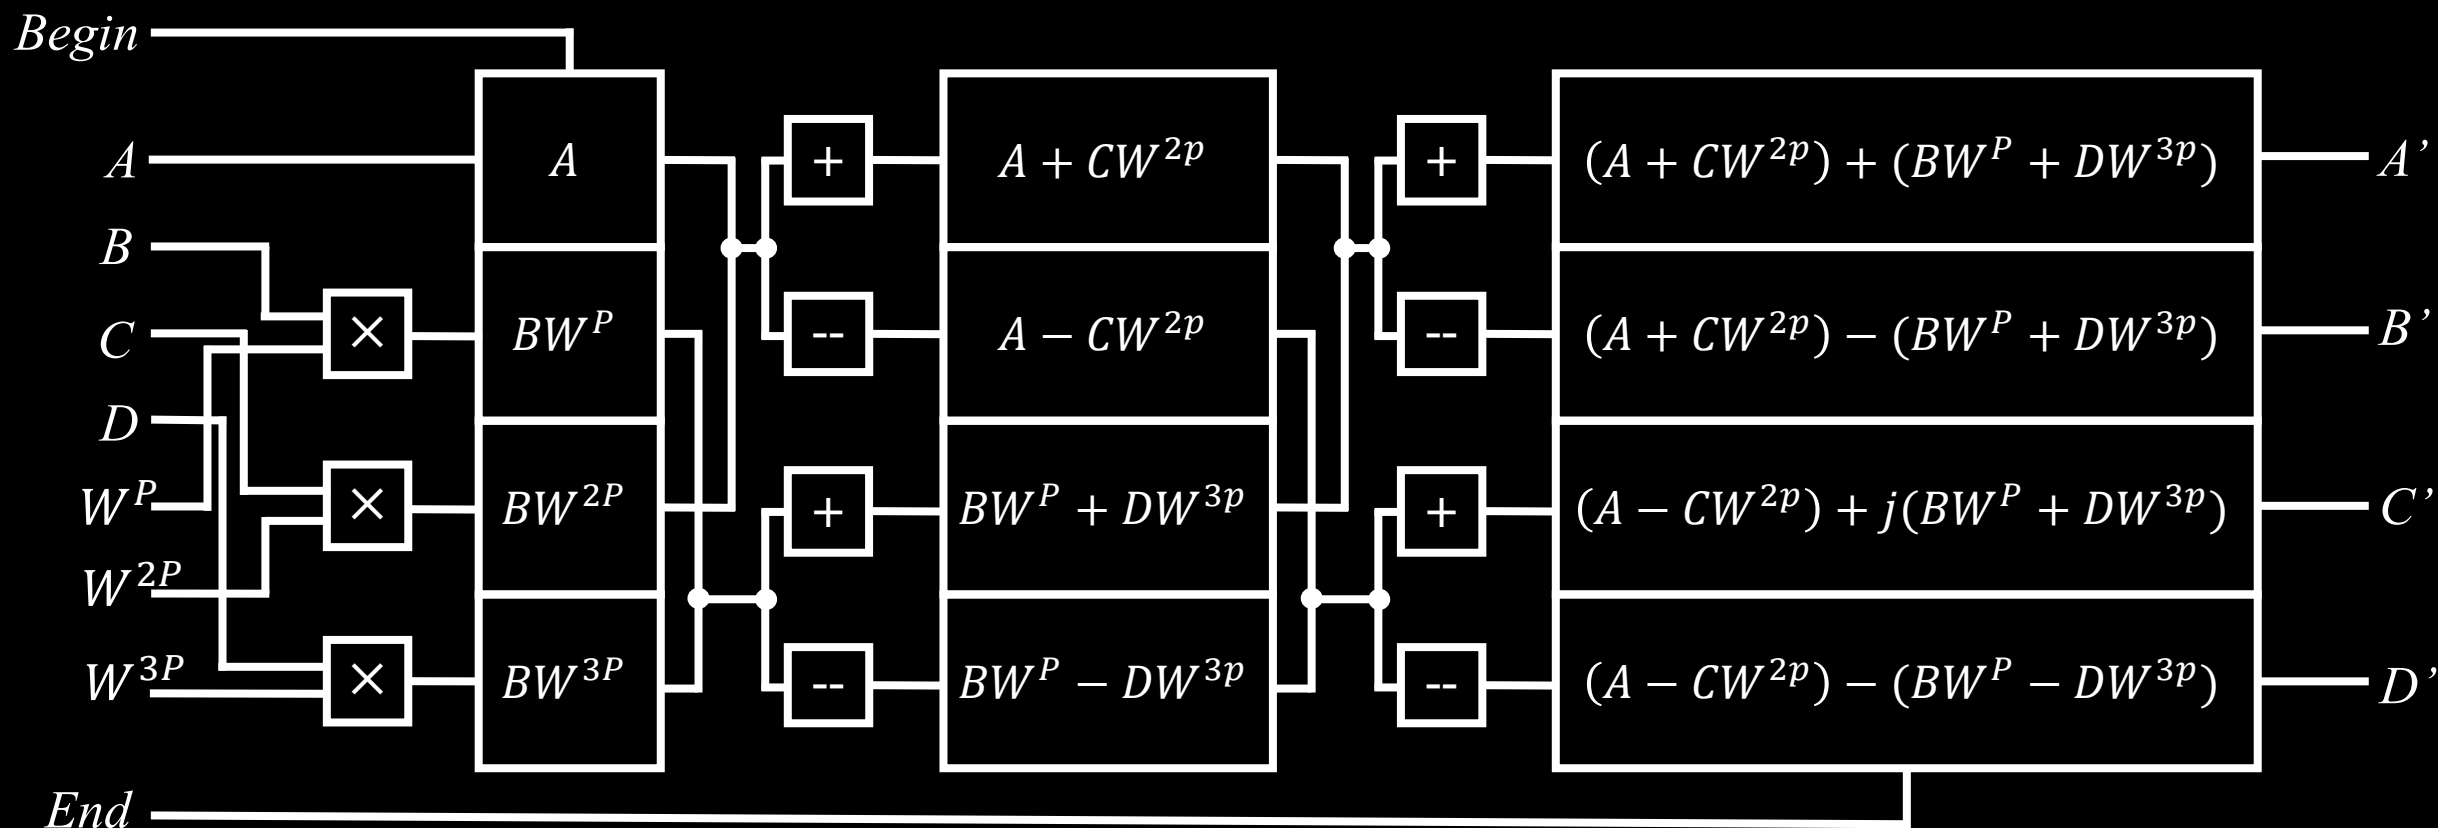 Begin
A
B
C
D
W^P
W^{2P}
W^{3P}
End
×
×
×
A
BW^P
BW^{2P}
BW^{3P}
+
--
+
--
A + CW^{2p}
A − CW^{2p}
BW^P + DW^{3p}
BW^P − DW^{3p}
+
--
+
--
(A + CW^{2p}) + (BW^P + DW^{3p})
(A + CW^{2p}) − (BW^P + DW^{3p})
(A − CW^{2p}) + j(BW^P + DW^{3p})
(A − CW^{2p}) − (BW^P − DW^{3p})
A’
B’
C’
D’